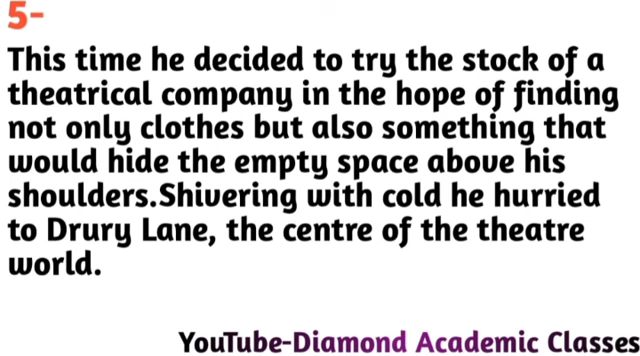 5-
This time he decided to try the stock of a
theatrical company in the hope of finding
not only clothes but also something that
would hide the empty space above his
shoulders.Shivering with cold he hurried
to Drury Lane, the centre of the theatre
world.
YouTube-Diamond Academic Classes